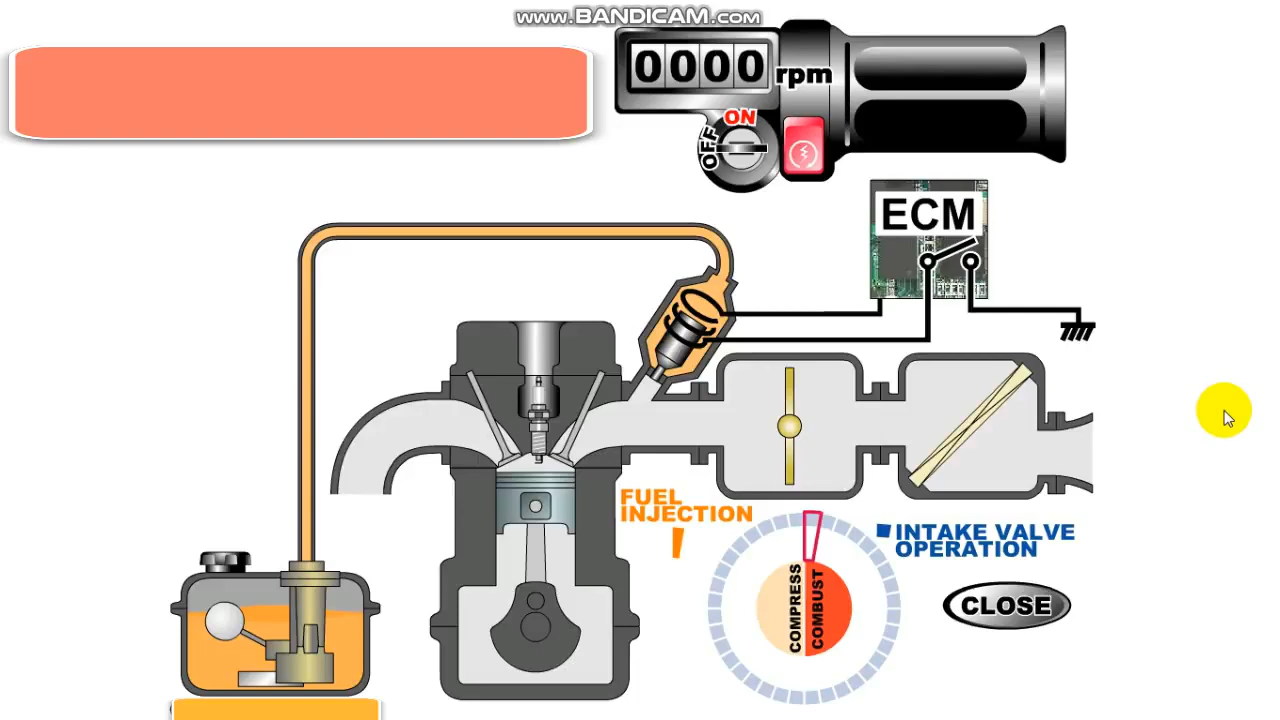 www.BANDICAM.com
0000 rpm
ON
OFF
ECM
FUEL
INJECTION
INTAKE VALVE
OPERATION
COMPRESS
COMBUST
CLOSE